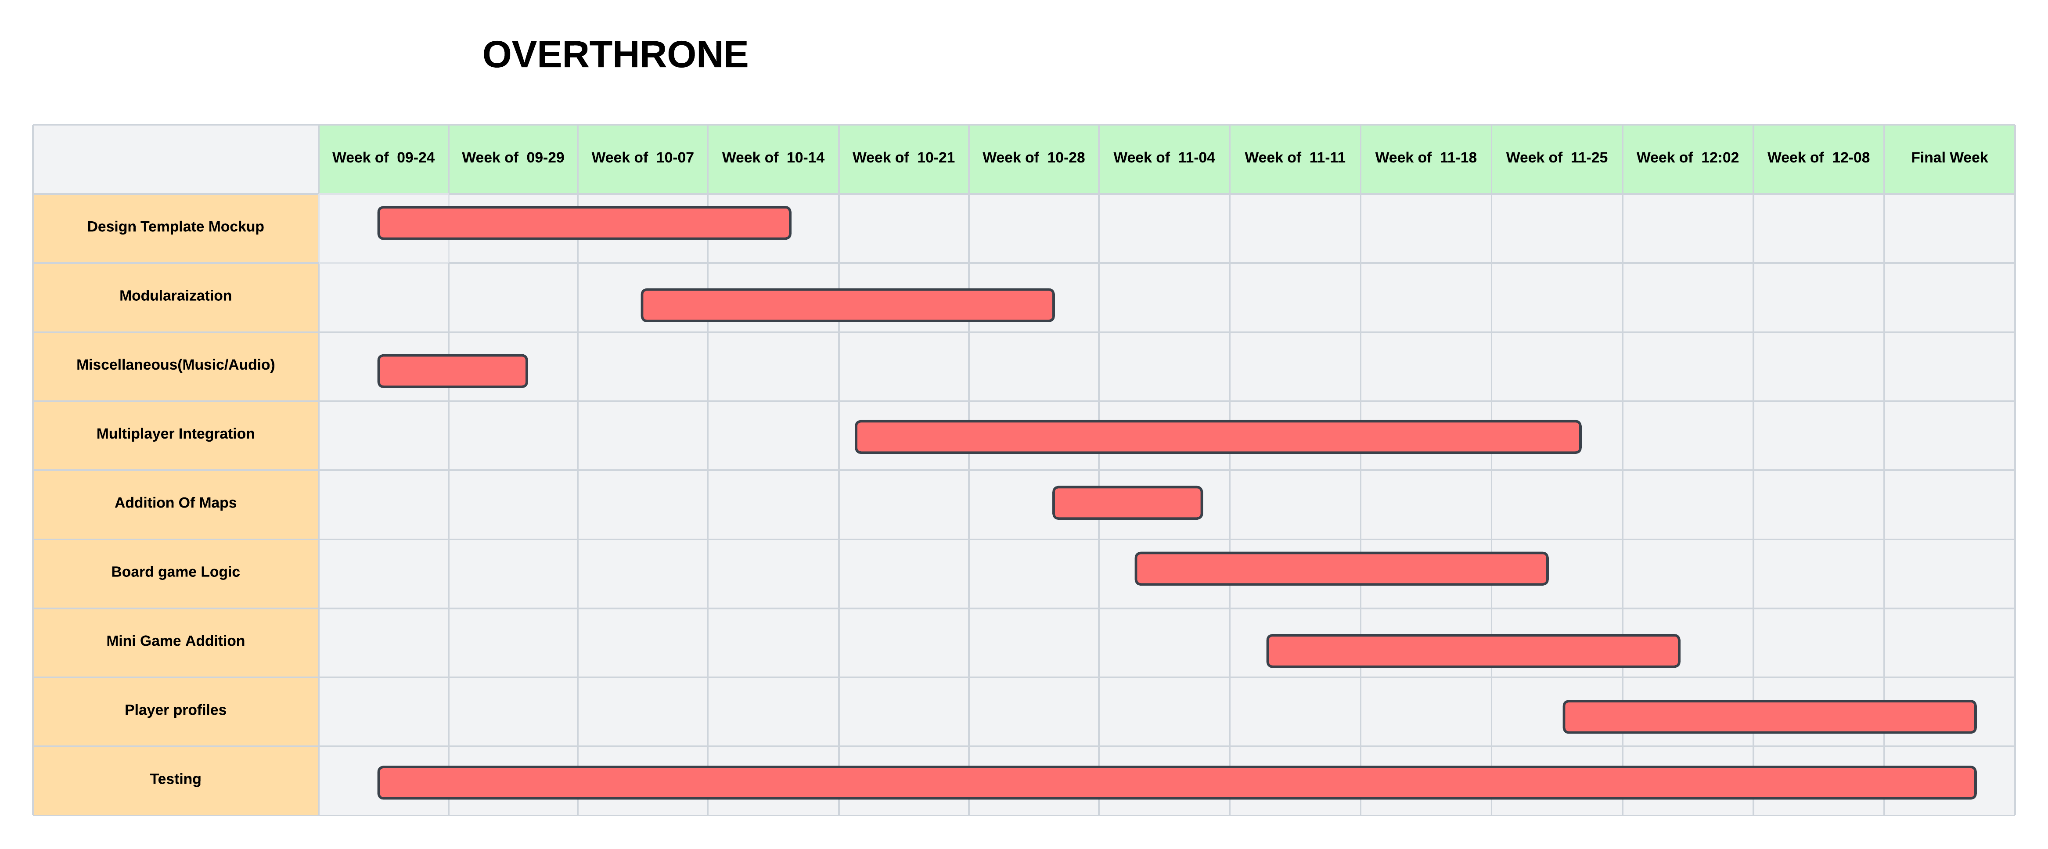 OVERTHRONE
Week of 09-24 Week of 09-29 Week of 10-07 Week of 10-14 Week of 10-21 Week of 10-28 Week of 11-04 Week of 11-11 Week of 11-18 Week of 11-25 Week of 12:02 Week of 12-08 Final Week
Design Template Mockup
Modularaization
Miscellaneous(Music/Audio)
Multiplayer Integration
Addition Of Maps
Board game Logic
Mini Game Addition
Player profiles
Testing